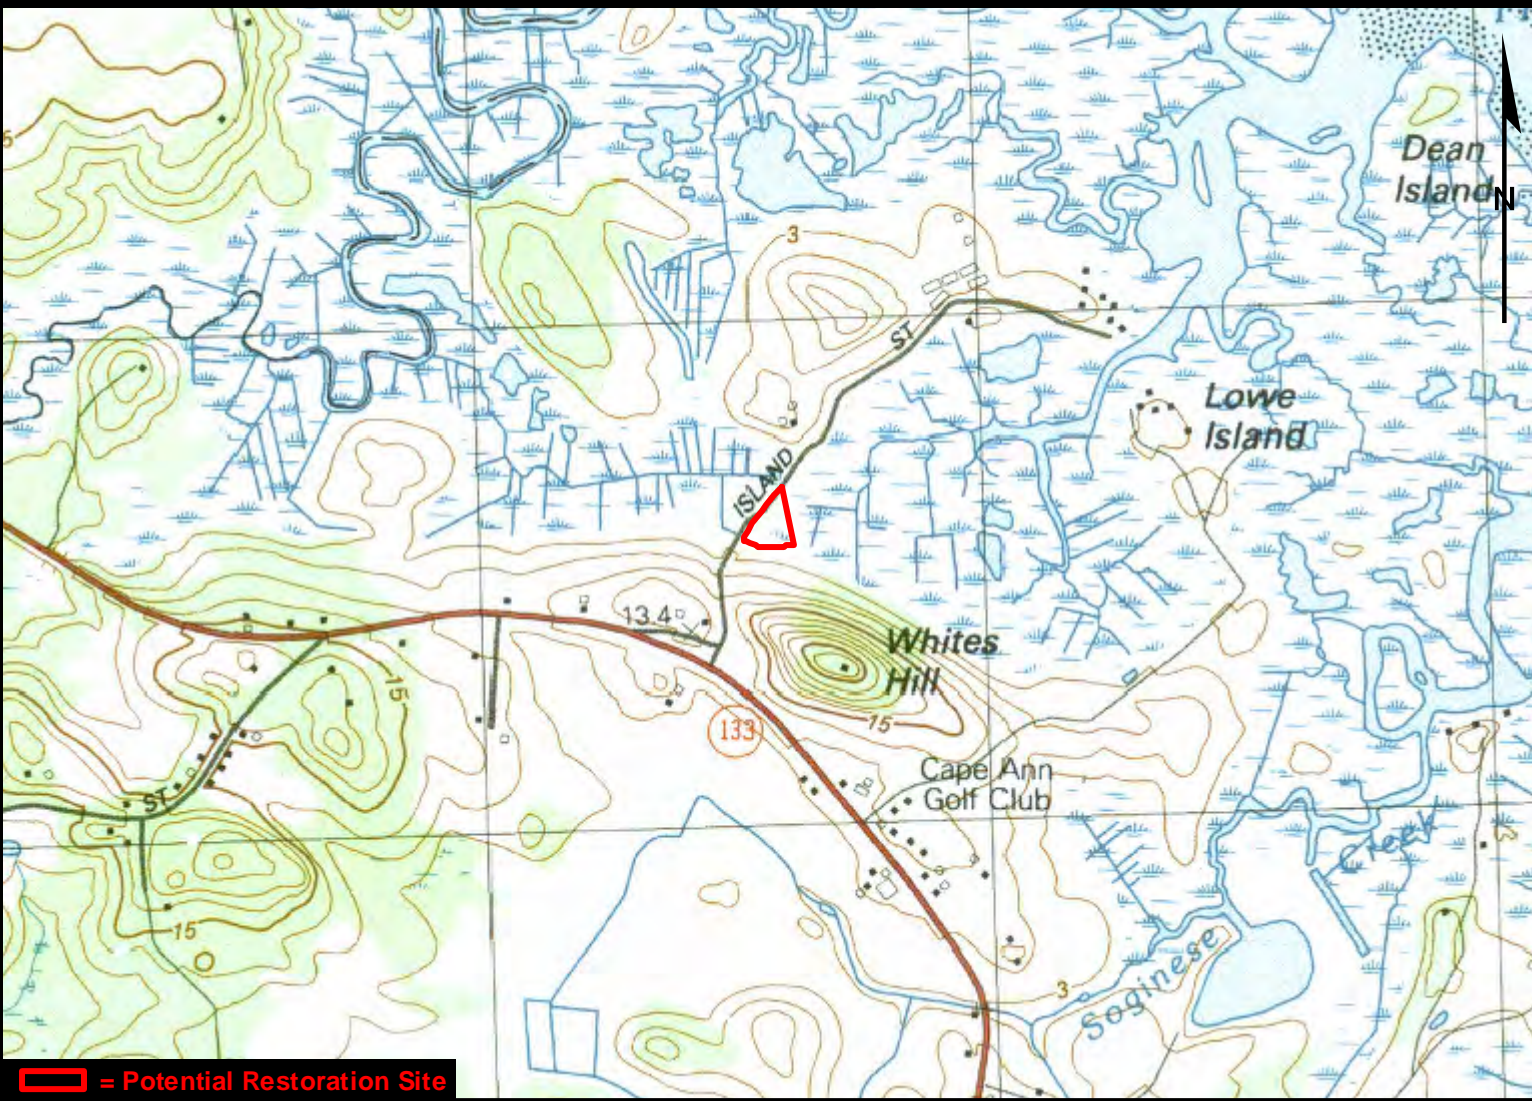 Dean
Island
N
3
ST
Lowe
Island
ISLAND
13.4
Whites
Hill
15
15
133
Cape Ann
Golf Club
ST
Creek
15
Soginese
3
= Potential Restoration Site